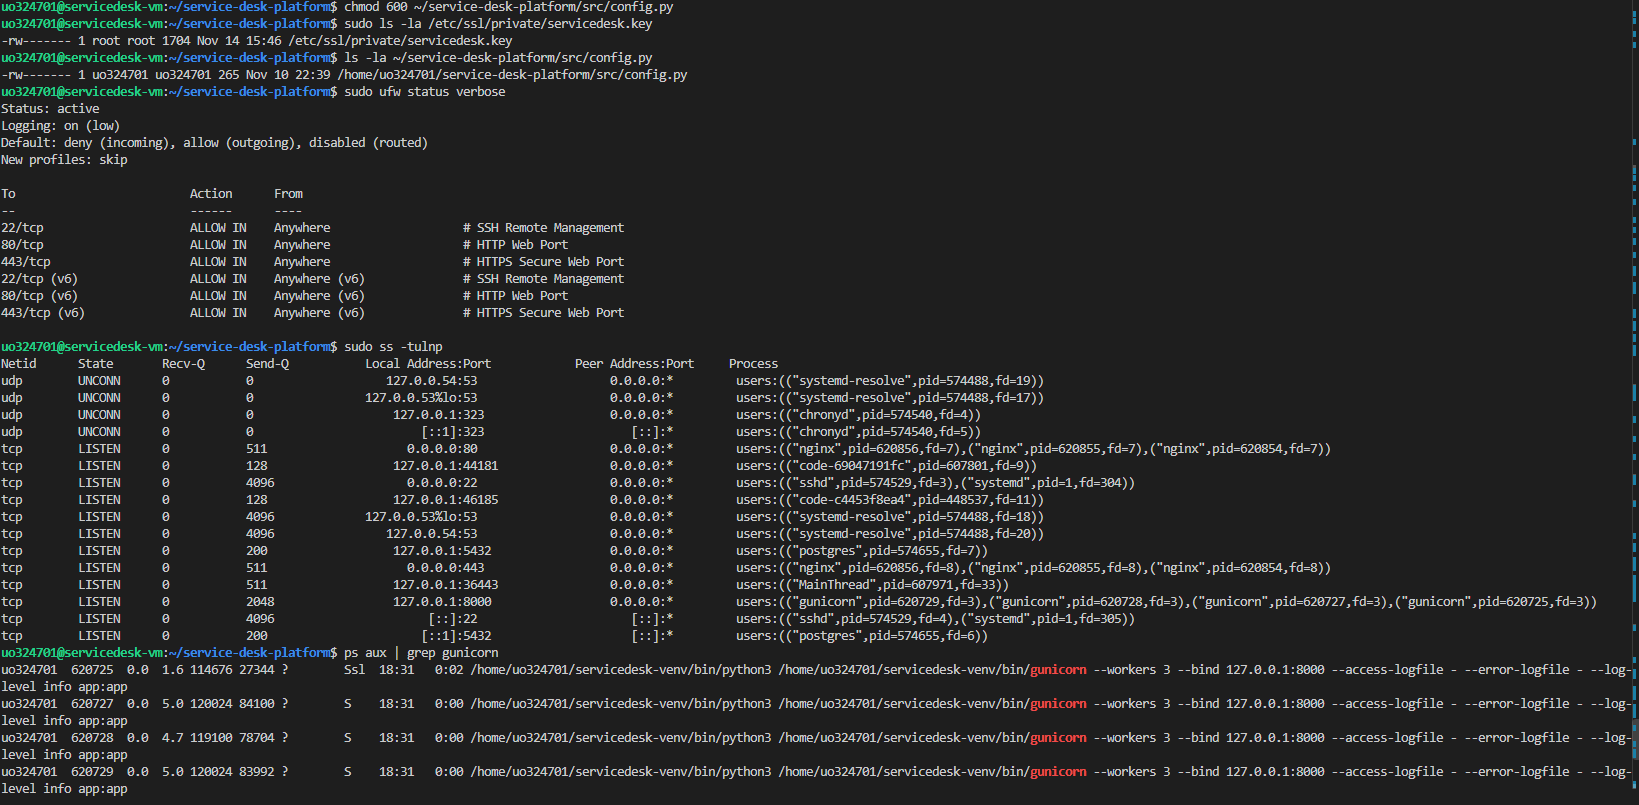 uo324701@servicedesk-vm:~/service-desk-platform$ chmod 600 ~/service-desk-platform/src/config.py
uo324701@servicedesk-vm:~/service-desk-platform$ sudo ls -la /etc/ssl/private/servicedesk.key
-rw------- 1 root root 1704 Nov 14 15:46 /etc/ssl/private/servicedesk.key
uo324701@servicedesk-vm:~/service-desk-platform$ ls -la ~/service-desk-platform/src/config.py
-rw------- 1 uo324701 uo324701 265 Nov 10 22:39 /home/uo324701/service-desk-platform/src/config.py
uo324701@servicedesk-vm:~/service-desk-platform$ sudo ufw status verbose
Status: active
Logging: on (low)
Default: deny (incoming), allow (outgoing), disabled (routed)
New profiles: skip
To                         Action      From
--                         ------      ----
22/tcp                     ALLOW IN    Anywhere                   # SSH Remote Management
80/tcp                     ALLOW IN    Anywhere                   # HTTP Web Port
443/tcp                    ALLOW IN    Anywhere                   # HTTPS Secure Web Port
22/tcp (v6)                ALLOW IN    Anywhere (v6)              # SSH Remote Management
80/tcp (v6)                ALLOW IN    Anywhere (v6)              # HTTP Web Port
443/tcp (v6)               ALLOW IN    Anywhere (v6)              # HTTPS Secure Web Port
uo324701@servicedesk-vm:~/service-desk-platform$ sudo ss -tulnp
Netid      State       Recv-Q      Send-Q           Local Address:Port            Peer Address:Port     Process
udp        UNCONN      0           0                   127.0.0.54:53                   0.0.0.0:*         users:(("systemd-resolve",pid=574488,fd=19))
udp        UNCONN      0           0                127.0.0.53%lo:53                   0.0.0.0:*         users:(("systemd-resolve",pid=574488,fd=17))
udp        UNCONN      0           0                    127.0.0.1:323                  0.0.0.0:*         users:(("chronyd",pid=574540,fd=4))
udp        UNCONN      0           0                        [::1]:323                     [::]:*         users:(("chronyd",pid=574540,fd=5))
tcp        LISTEN      0           511                    0.0.0.0:80                   0.0.0.0:*         users:(("nginx",pid=620856,fd=7),("nginx",pid=620855,fd=7),("nginx",pid=620854,fd=7))
tcp        LISTEN      0           128                  127.0.0.1:44181                0.0.0.0:*         users:(("code-69047191fc",pid=607801,fd=9))
tcp        LISTEN      0           4096                   0.0.0.0:22                   0.0.0.0:*         users:(("sshd",pid=574529,fd=3),("systemd",pid=1,fd=304))
tcp        LISTEN      0           128                  127.0.0.1:46185                0.0.0.0:*         users:(("code-c4453f8ea4",pid=448537,fd=11))
tcp        LISTEN      0           4096             127.0.0.53%lo:53                   0.0.0.0:*         users:(("systemd-resolve",pid=574488,fd=18))
tcp        LISTEN      0           4096                127.0.0.54:53                   0.0.0.0:*         users:(("systemd-resolve",pid=574488,fd=20))
tcp        LISTEN      0           200                  127.0.0.1:5432                 0.0.0.0:*         users:(("postgres",pid=574655,fd=7))
tcp        LISTEN      0           511                    0.0.0.0:443                  0.0.0.0:*         users:(("nginx",pid=620856,fd=8),("nginx",pid=620855,fd=8),("nginx",pid=620854,fd=8))
tcp        LISTEN      0           511                  127.0.0.1:36443                0.0.0.0:*         users:(("MainThread",pid=607971,fd=33))
tcp        LISTEN      0           2048                 127.0.0.1:8000                 0.0.0.0:*         users:(("gunicorn",pid=620729,fd=3),("gunicorn",pid=620728,fd=3),("gunicorn",pid=620727,fd=3),("gunicorn",pid=620725,fd=3))
tcp        LISTEN      0           4096                      [::]:22                      [::]:*         users:(("sshd",pid=574529,fd=4),("systemd",pid=1,fd=305))
tcp        LISTEN      0           200                      [::1]:5432                    [::]:*         users:(("postgres",pid=574655,fd=6))
uo324701@servicedesk-vm:~/service-desk-platform$ ps aux | grep gunicorn
uo324701  620725  0.0  1.6 114676 27344 ?        Ssl  18:31   0:02 /home/uo324701/servicedesk-venv/bin/python3 /home/uo324701/servicedesk-venv/bin/gunicorn --workers 3 --bind 127.0.0.1:8000 --access-logfile - --error-logfile - --log-
level info app:app
uo324701  620727  0.0  5.0 120024 84100 ?        S    18:31   0:00 /home/uo324701/servicedesk-venv/bin/python3 /home/uo324701/servicedesk-venv/bin/gunicorn --workers 3 --bind 127.0.0.1:8000 --access-logfile - --error-logfile - --log-
level info app:app
uo324701  620728  0.0  4.7 119100 78704 ?        S    18:31   0:00 /home/uo324701/servicedesk-venv/bin/python3 /home/uo324701/servicedesk-venv/bin/gunicorn --workers 3 --bind 127.0.0.1:8000 --access-logfile - --error-logfile - --log-
level info app:app
uo324701  620729  0.0  5.0 120024 83992 ?        S    18:31   0:00 /home/uo324701/servicedesk-venv/bin/python3 /home/uo324701/servicedesk-venv/bin/gunicorn --workers 3 --bind 127.0.0.1:8000 --access-logfile - --error-logfile - --log-
level info app:app